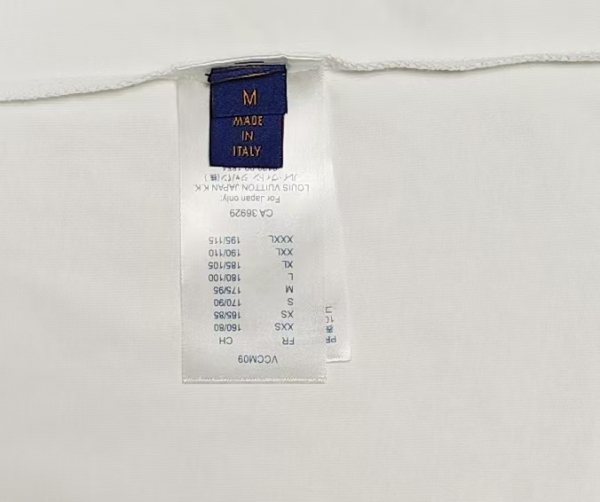 M
MADE
IN
ITALY
VCCM09
FR CH
XXS 160/80
XS 165/85
S 170/90
M 175/95
L 180/100
XL 185/105
XXL 190/110
XXXL 195/115
CA 36929
For Japan only:
LOUIS VUITTON JAPAN K.K.